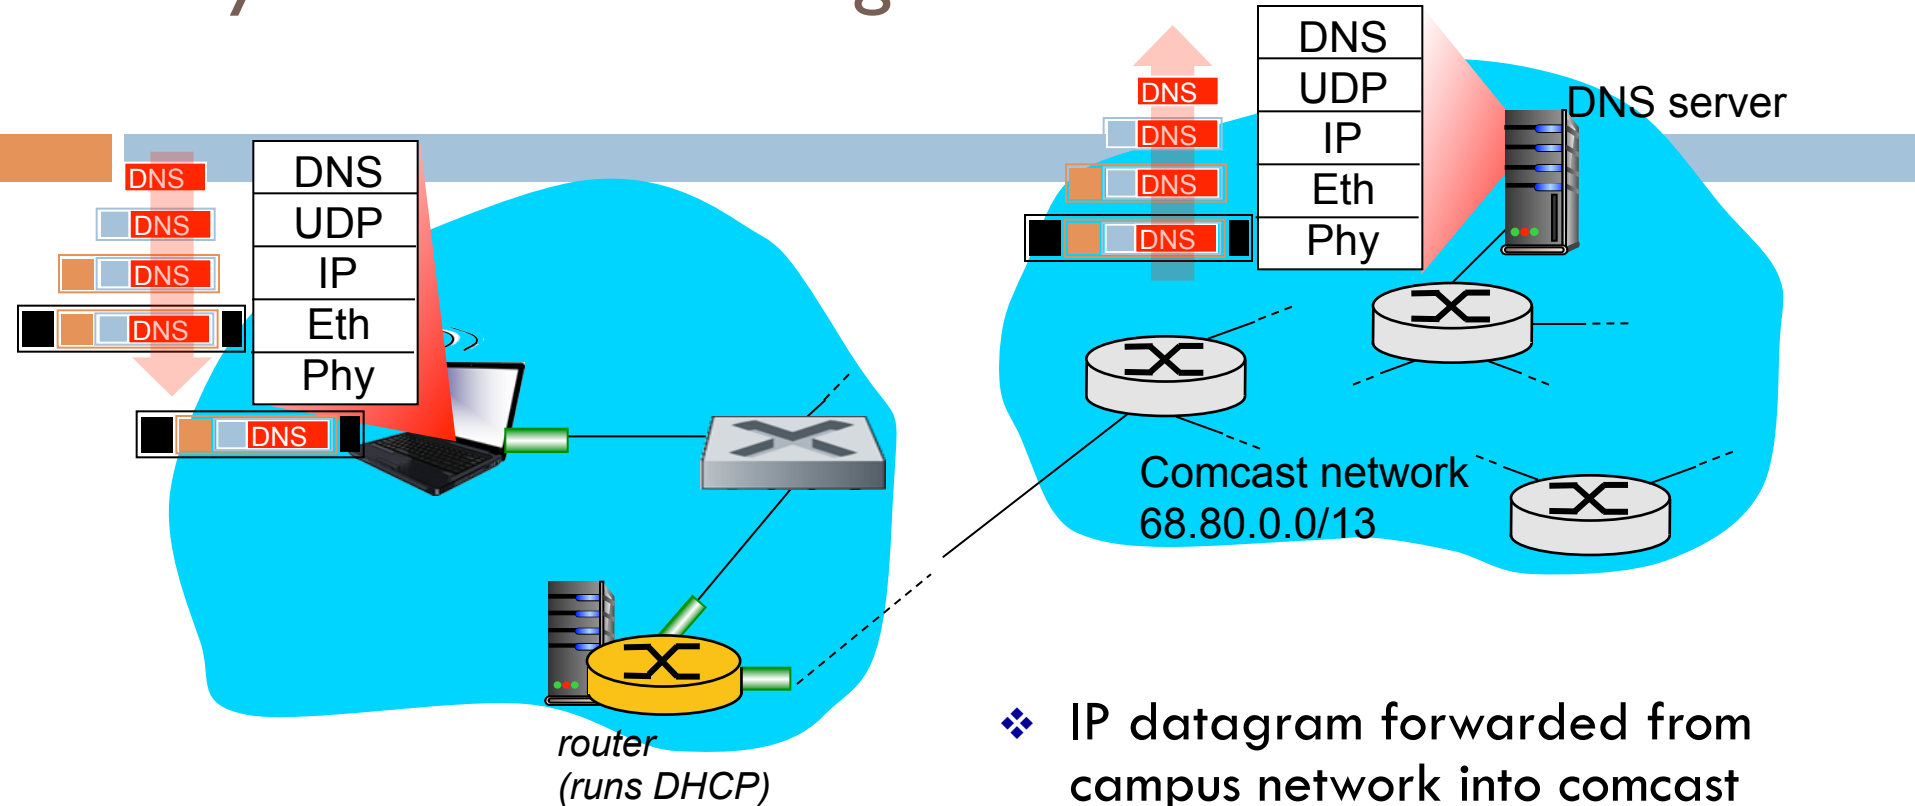 DNS
DNS
DNS
DNS
DNS
DNS
UDP
IP
Eth
Phy
DNS
DNS
DNS
DNS
DNS
UDP
IP
Eth
Phy
DNS server
Comcast network
68.80.0.0/13
router
(runs DHCP)
❖ IP datagram forwarded from
campus network into comcast